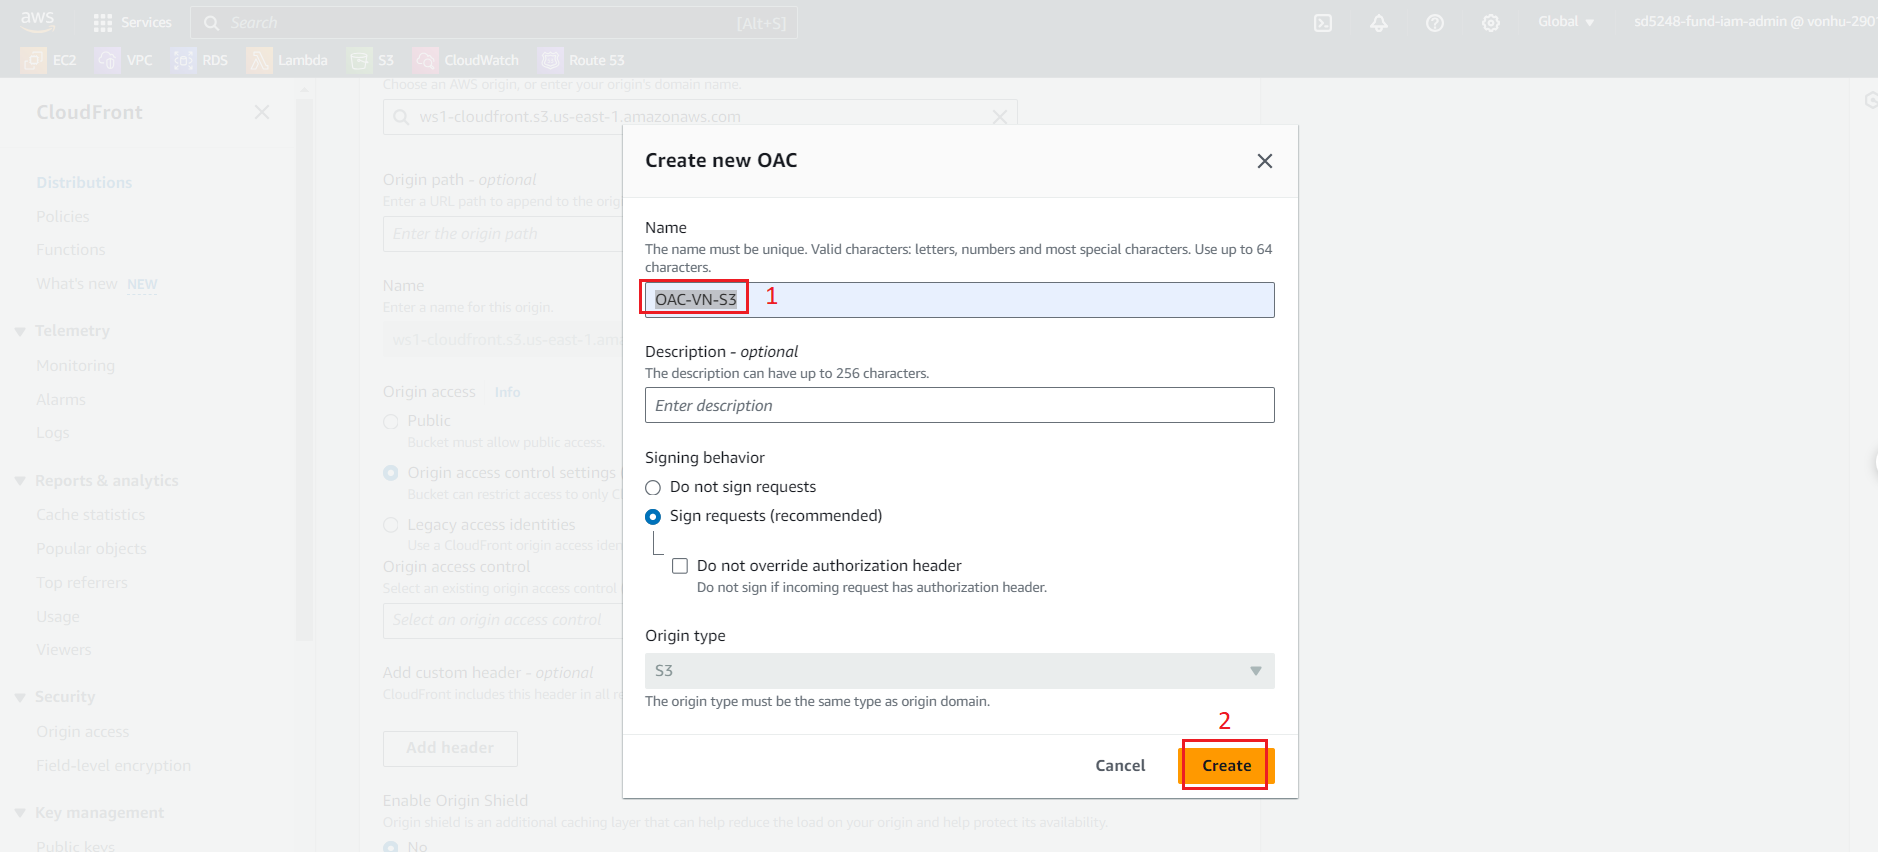 aws
Services
Search
[Alt+S]
Global
sd5248-fund-iam-admin @ vonhu-290
EC2
VPC
RDS
Lambda
S3
CloudWatch
Route 53
CloudFront
Distributions
Policies
Functions
What's new NEW
Telemetry
Monitoring
Alarms
Logs
Reports & analytics
Cache statistics
Popular objects
Top referrers
Usage
Viewers
Security
Origin access
Field-level encryption
Key management
Public keys
Choose an AWS origin, or enter your origin's domain name.
ws1-cloudfront.s3.us-east-1.amazonaws.com
Origin path - optional
Enter a URL path to append to the origi
Enter the origin path
Name
Enter a name for this origin.
ws1-cloudfront.s3.us-east-1.ama
Origin access
Info
Public
Bucket must allow public access.
Origin access control settings (
Bucket can restrict access to only Cl
Legacy access identities
Use a CloudFront origin access iden
Origin access control
Select an existing origin access control
Select an origin access control
Add custom header - optional
CloudFront includes this header in all r
Add header
Enable Origin Shield
Origin shield is an additional caching layer that can help reduce the load on your origin and help protect its availability.
No
Create new OAC
Name
The name must be unique. Valid characters: letters, numbers and most special characters. Use up to 64
characters.
OAC-VN-S3
1
Description - optional
The description can have up to 256 characters.
Enter description
Signing behavior
Do not sign requests
Sign requests (recommended)
Do not override authorization header
Do not sign if incoming request has authorization header.
Origin type
S3
The origin type must be the same type as origin domain.
2
Cancel
Create